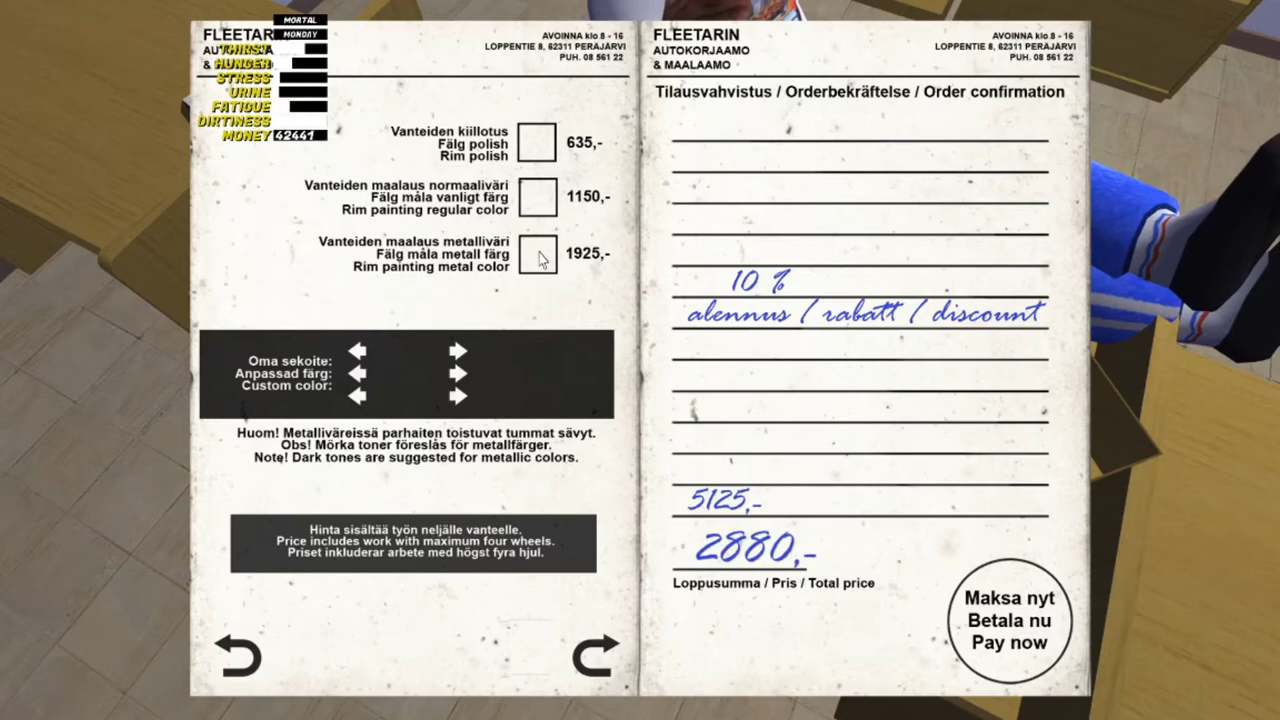 MORTAL
MONDAY
THIRST
HUNGER
STRESS
URINE
FATIGUE
DIRTINESS
MONEY 42441
FLEETARIN
AUTOKORJAAMO
&
AVOINNA klo 8 - 16
LOPPENTIE 8, 62311 PERÄJÄRVI
PUH. 08 561 22
Vanteiden kiillotus
Fälg polish
Rim polish
635,-
Vanteiden maalaus normaaliväri
Fälg måla vanligt färg
Rim painting regular color
1150,-
Vanteiden maalaus metalliväri
Fälg måla metall färg
Rim painting metal color
1925,-
Oma sekoite:
Anpassad färg:
Custom color:
Huom! Metalliväreissä parhaiten toistuvat tummat sävyt.
Obs! Mörka toner föreslås för metallfärger.
Note! Dark tones are suggested for metallic colors.
Hinta sisältää työn neljälle vanteelle.
Price includes work with maximum four wheels.
Priset inkluderar arbete med högst fyra hjul.
FLEETARIN
AUTOKORJAAMO
& MAALAAMO
AVOINNA klo 8 - 16
LOPPENTIE 8, 62311 PERÄJÄRVI
PUH. 08 561 22
Tilausvahvistus / Orderbekräftelse / Order confirmation
10 %
alennus / rabatt / discount
5125,-
2880,-
Loppusumma / Pris / Total price
Maksa nyt
Betala nu
Pay now